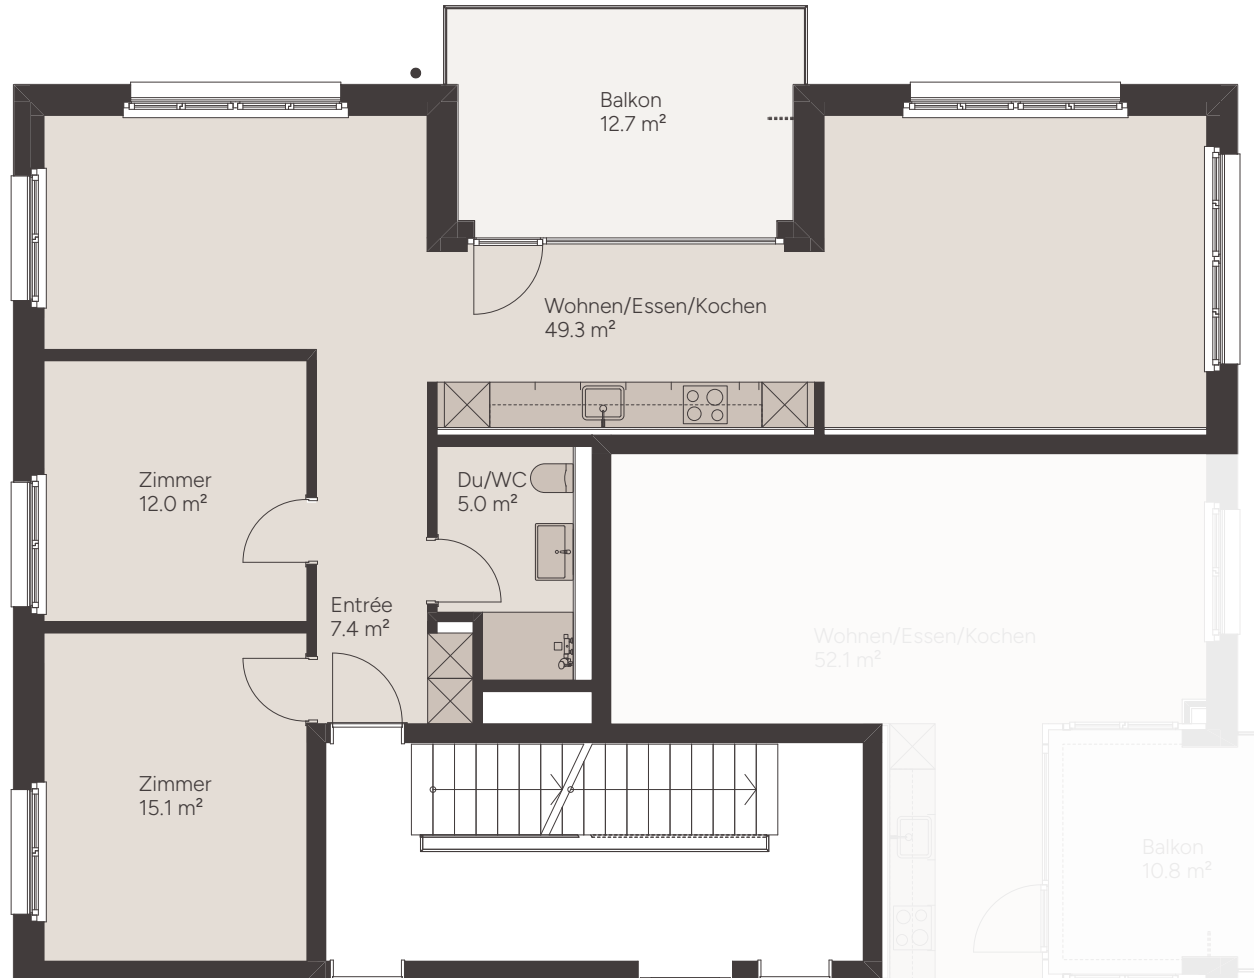 Balkon
12.7 m²
Wohnen/Essen/Kochen
49.3 m²
Zimmer
12.0 m²
Du/WC
5.0 m²
Entrée
7.4 m²
Wohnen/Essen/Kochen
52.1 m²
Zimmer
15.1 m²
Balkon
10.8 m²